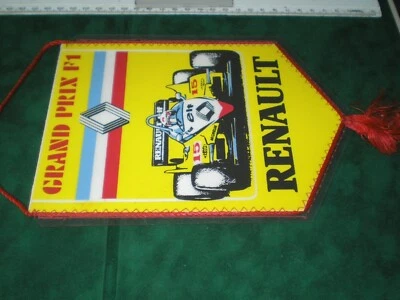 GRAND PRIX F1
RENAULT
15
elf
15
RENAULT